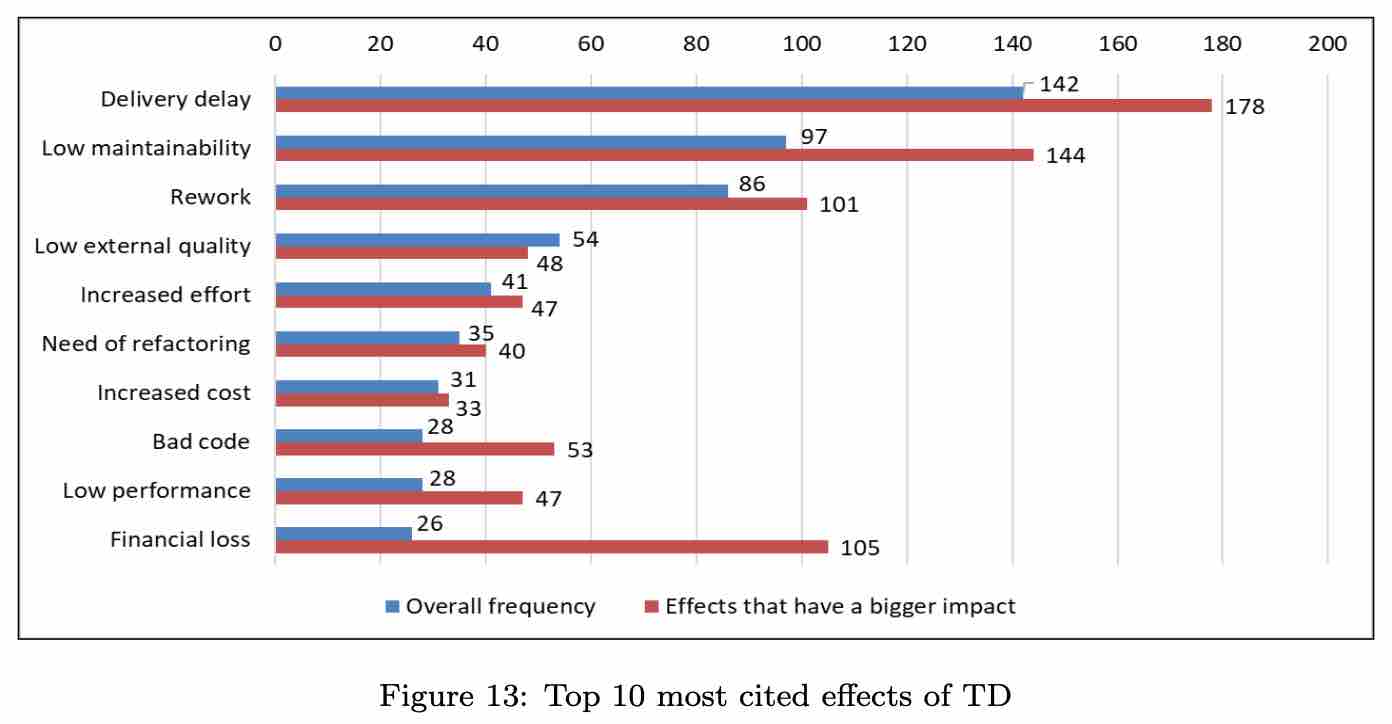 0 20 40 60 80 100 120 140 160 180 200
Delivery delay 142
178
Low maintainability 97
144
Rework 86
101
Low external quality 54
48
Increased effort 41
47
Need of refactoring 35
40
Increased cost 31
33
Bad code 28
53
Low performance 28
47
Financial loss 26
105
Overall frequency Effects that have a bigger impact
Figure 13: Top 10 most cited effects of TD